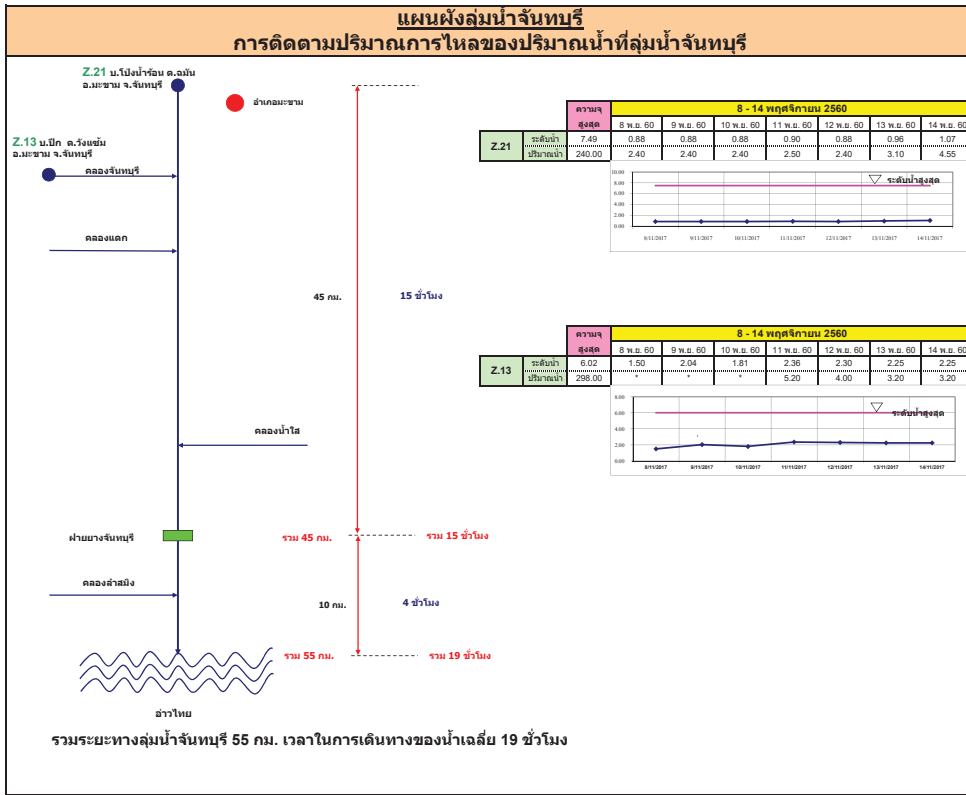 แผนผังลุ่มน้ำจันทบุรี
การติดตามปริมาณการไหลของปริมาณน้ำที่ลุ่มน้ำจันทบุรี
Z.21 บ.โป่งน้ำร้อน ต.ฉมัน
อ.มะขาม จ.จันทบุรี
อำเภอมะขาม
Z.13 บ.ปึก ต.วังแซ้ม
อ.มะขาม จ.จันทบุรี
คลองจันทบุรี
คลองแตก
45 กม. 15 ชั่วโมง
คลองน้ำใส
ฝายยางจันทบุรี
รวม 45 กม. รวม 15 ชั่วโมง
คลองลำสมิง
10 กม. 4 ชั่วโมง
รวม 55 กม. รวม 19 ชั่วโมง
อ่าวไทย
รวมระยะทางลุ่มน้ำจันทบุรี 55 กม. เวลาในการเดินทางของน้ำเฉลี่ย 19 ชั่วโมง
ความจุ 8 - 14 พฤศจิกายน 2560
สูงสุด 8 พ.ย. 60 9 พ.ย. 60 10 พ.ย. 60 11 พ.ย. 60 12 พ.ย. 60 13 พ.ย. 60 14 พ.ย. 60
Z.21 ระดับน้ำ 7.49 0.88 0.88 0.88 0.90 0.88 0.96 1.07
ปริมาณน้ำ 240.00 2.40 2.40 2.40 2.50 2.40 3.10 4.55
10.00
8.00
6.00
4.00
2.00
0.00
ระดับน้ำสูงสุด
8/11/2017 9/11/2017 10/11/2017 11/11/2017 12/11/2017 13/11/2017 14/11/2017
ความจุ 8 - 14 พฤศจิกายน 2560
สูงสุด 8 พ.ย. 60 9 พ.ย. 60 10 พ.ย. 60 11 พ.ย. 60 12 พ.ย. 60 13 พ.ย. 60 14 พ.ย. 60
Z.13 ระดับน้ำ 6.02 1.50 2.04 1.81 2.36 2.30 2.25 2.25
ปริมาณน้ำ 298.00 * * * 5.20 4.00 3.20 3.20
8.00
6.00
4.00
2.00
0.00
ระดับน้ำสูงสุด
8/11/2017 9/11/2017 10/11/2017 11/11/2017 12/11/2017 13/11/2017 14/11/2017